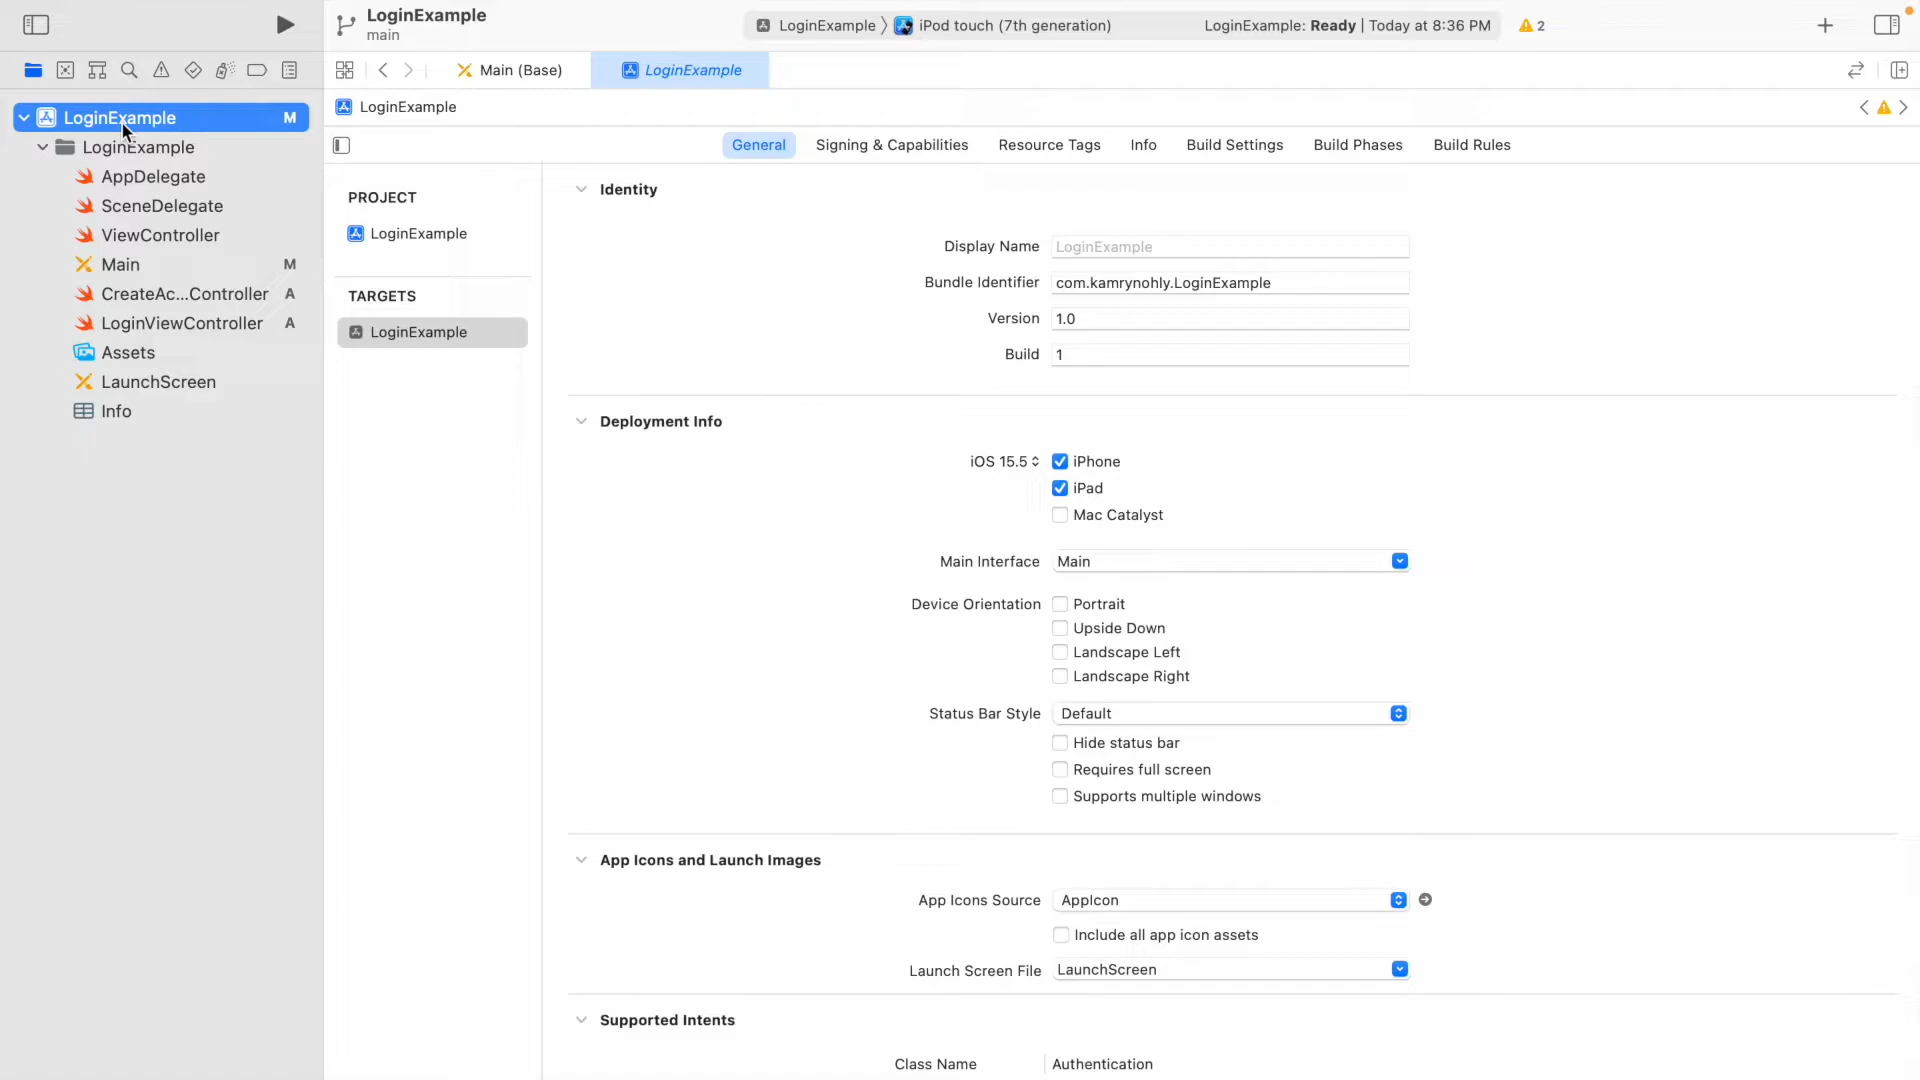 LoginExample
main
LoginExample
iPod touch (7th generation)
LoginExample: Ready | Today at 8:36 PM
2
Main (Base)
LoginExample
LoginExample M
LoginExample
AppDelegate
SceneDelegate
ViewController
Main M
CreateAc...Controller A
LoginViewController A
Assets
LaunchScreen
Info
LoginExample
General
Signing & Capabilities
Resource Tags
Info
Build Settings
Build Phases
Build Rules
PROJECT
LoginExample
TARGETS
LoginExample
Identity
Display Name LoginExample
Bundle Identifier com.kamrynohly.LoginExample
Version 1.0
Build 1
Deployment Info
iOS 15.5 iPhone
iPad
Mac Catalyst
Main Interface Main
Device Orientation Portrait
Upside Down
Landscape Left
Landscape Right
Status Bar Style Default
Hide status bar
Requires full screen
Supports multiple windows
App Icons and Launch Images
App Icons Source AppIcon
Include all app icon assets
Launch Screen File LaunchScreen
Supported Intents
Class Name Authentication